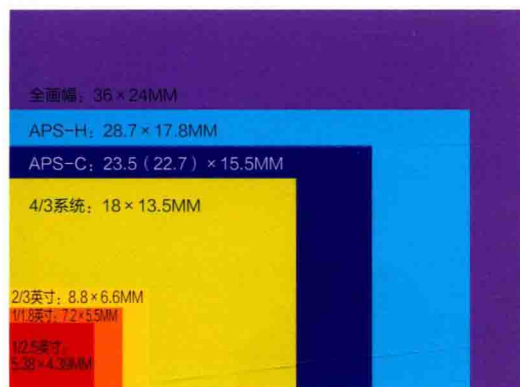 全画幅：36×24MM
APS-H：28.7×17.8MM
APS-C：23.5（22.7）×15.5MM
4/3系统：18×13.5MM
2/3英寸：8.8×6.6MM
1/1.8英寸：7.2×5.5MM
1/2.5英寸：
5.38×4.39MM